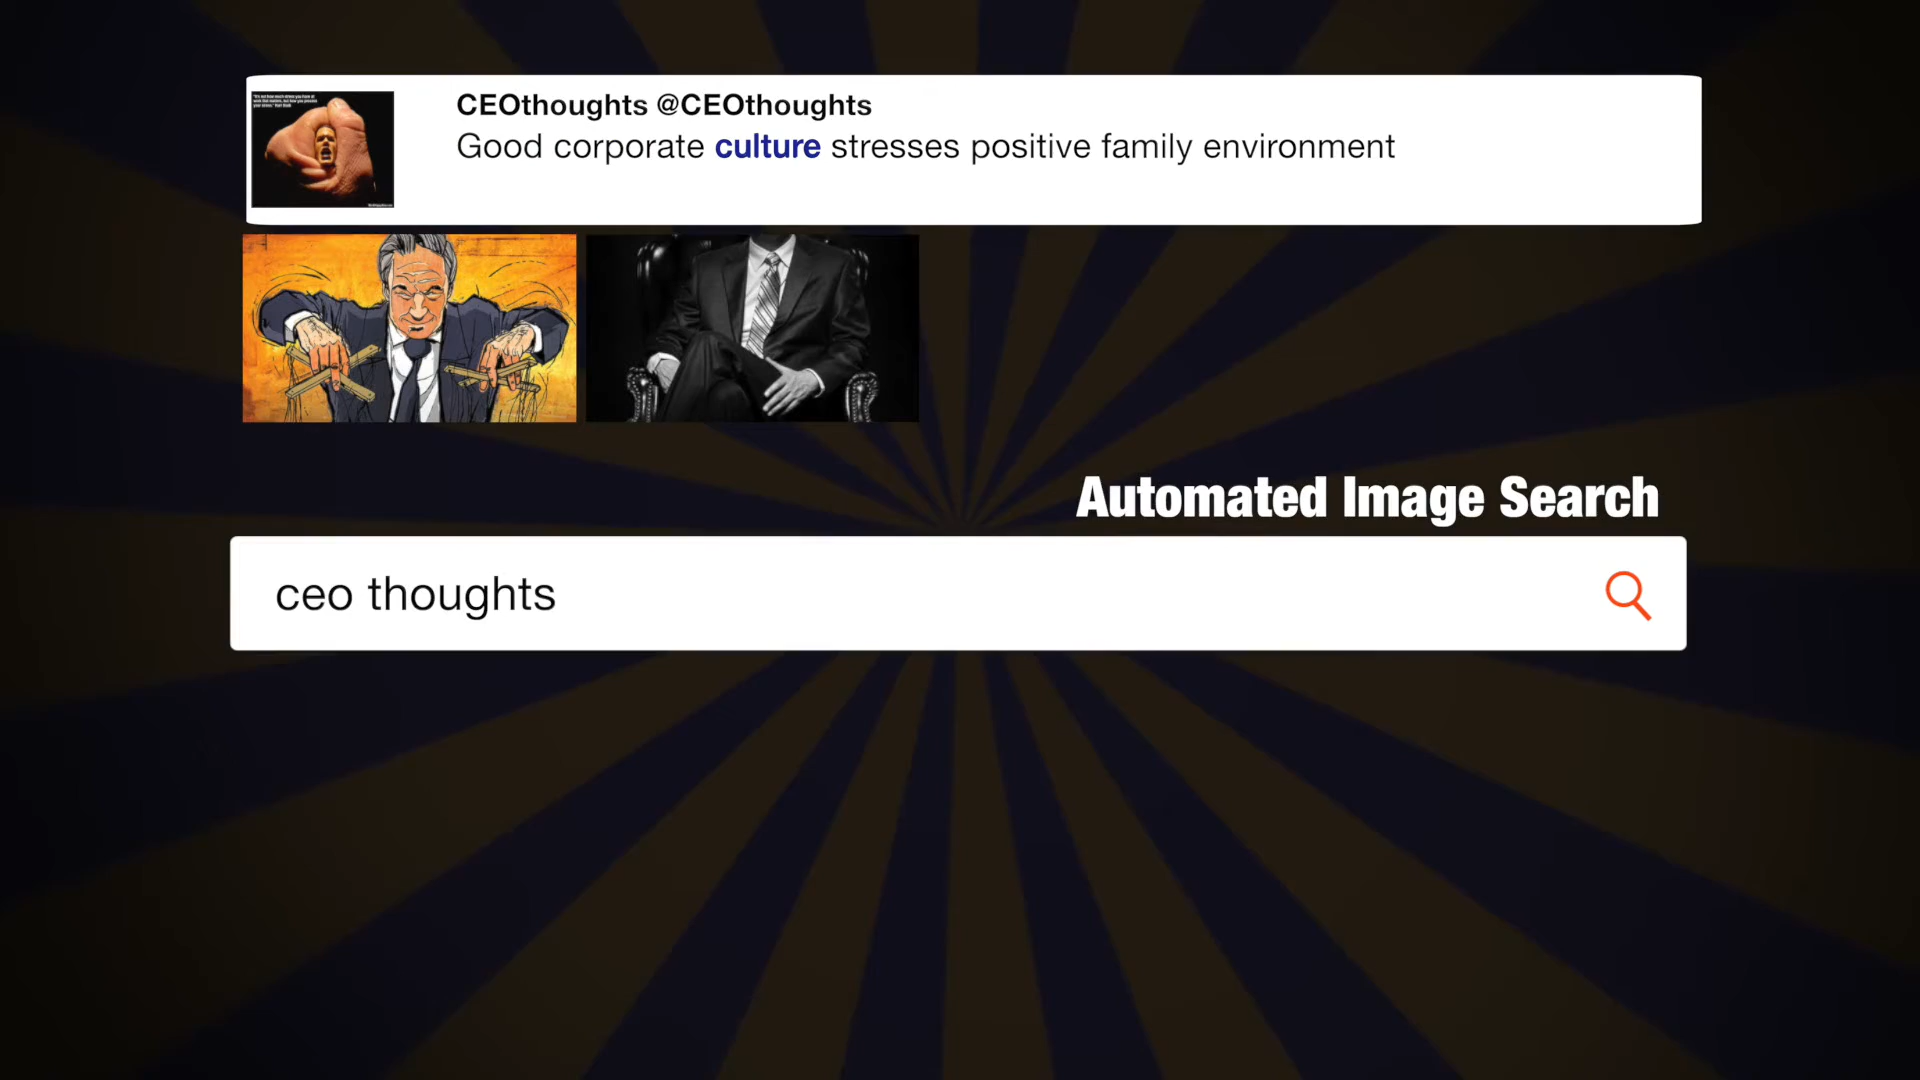 CEOthoughts @CEOthoughts
Good corporate culture stresses positive family environment
Automated Image Search
ceo thoughts